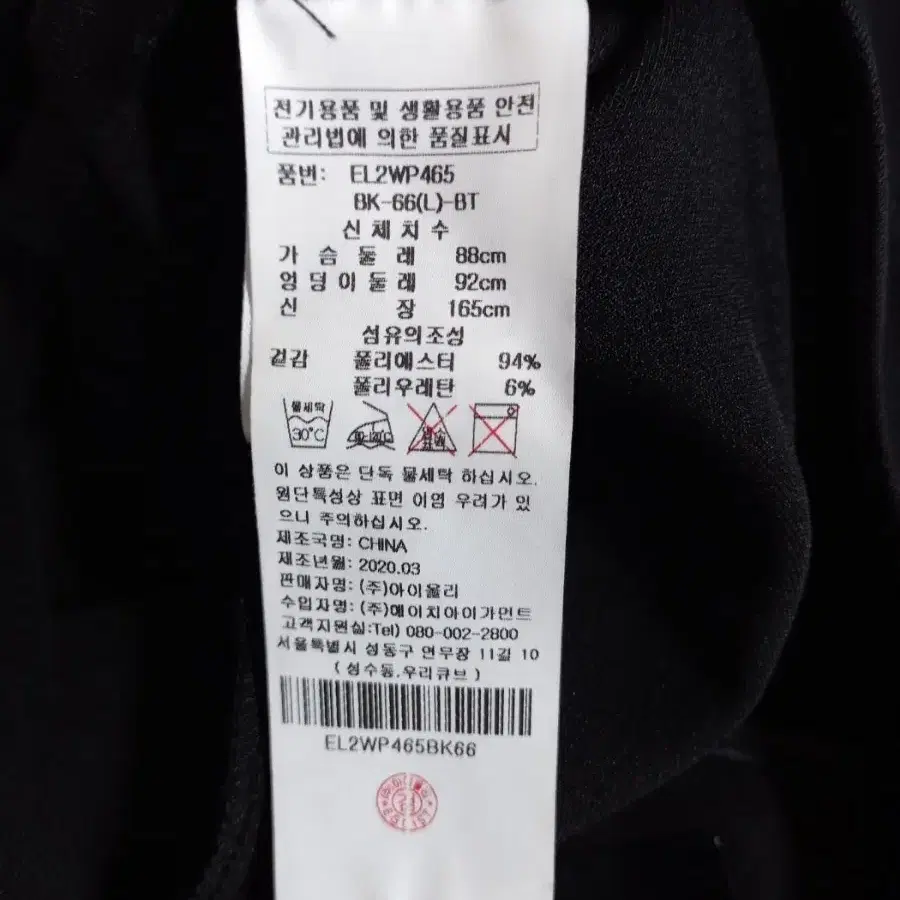 전기용품 및 생활용품 안전
관리법에 의한 품질표시
품번: EL2WP465
BK-66(L)-BT
신체치수
가슴둘레 88cm
엉덩이둘레 92cm
신장 165cm
섬유의조성
겉감 폴리에스터 94%
폴리우레탄 6%
물세탁
30°C
이 상품은 단독 물세탁 하십시오.
원단특성상 표면 이염 우려가 있
으니 주의하십시오.
제조국명: CHINA
제조년월: 2020.03
판매자명: (주)아이올리
수입자명: (주)에이치아이가먼트
고객지원실:Tel) 080-002-2800
서울특별시 성동구 연무장 11길 10
(성수동.우리큐브)
EL2WP465BK66